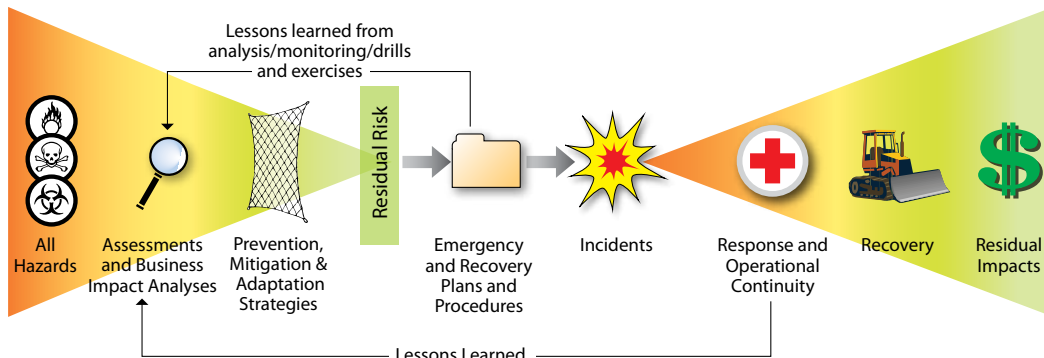 Lessons learned from
analysis/monitoring/drills
and exercises
Residual Risk
All
Hazards
Assessments
and Business
Impact Analyses
Prevention,
Mitigation &
Adaptation
Strategies
Emergency
and Recovery
Plans and
Procedures
Incidents
Response and
Operational
Continuity
Recovery
$
Residual
Impacts
Lessons Learned